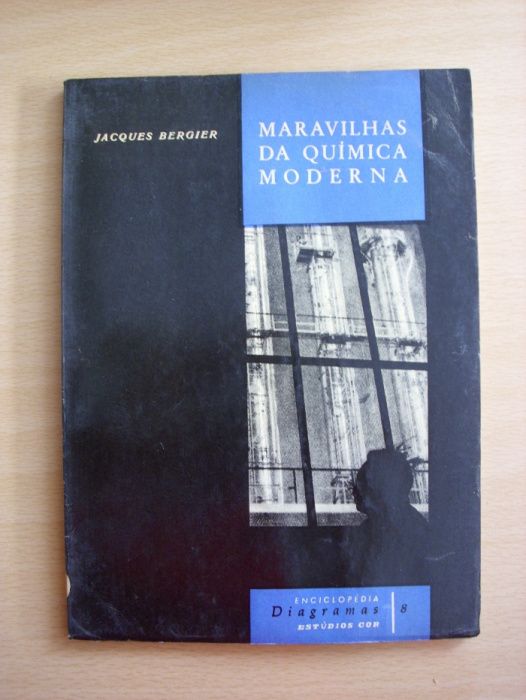 JACQUES BERGIER
MARAVILHAS
DA QUÍMICA
MODERNA
ENCICLOPÉDIA
Diagramas 8
ESTÚDIOS COR